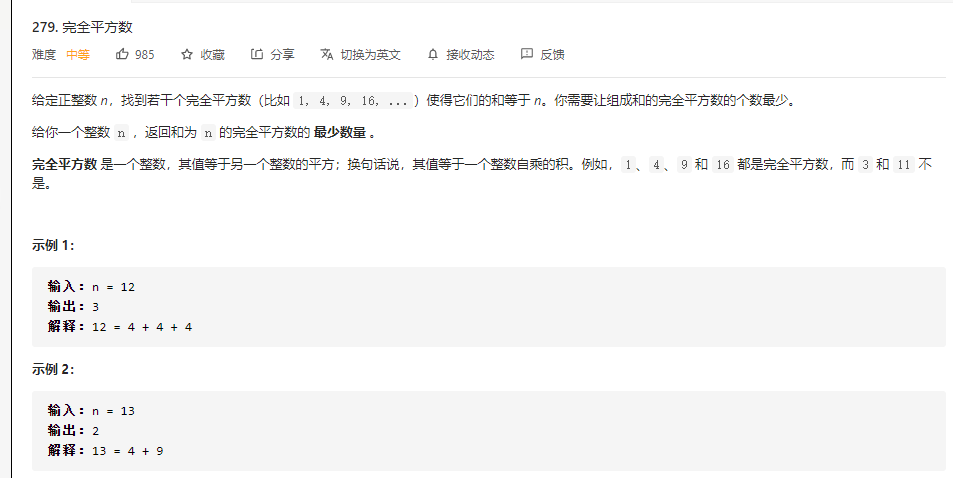 279. 完全平方数
难度 中等 985 收藏 分享 切换为英文 接收动态 反馈
给定正整数 n，找到若干个完全平方数（比如 1, 4, 9, 16, ...）使得它们的和等于 n。你需要让组成和的完全平方数的个数最少。
给你一个整数 n ，返回和为 n 的完全平方数的 最少数量 。
完全平方数 是一个整数，其值等于另一个整数的平方；换句话说，其值等于一个整数自乘的积。例如，1、4、9 和 16 都是完全平方数，而 3 和 11 不
是。
示例 1：
输入：n = 12
输出：3
解释：12 = 4 + 4 + 4
示例 2：
输入：n = 13
输出：2
解释：13 = 4 + 9